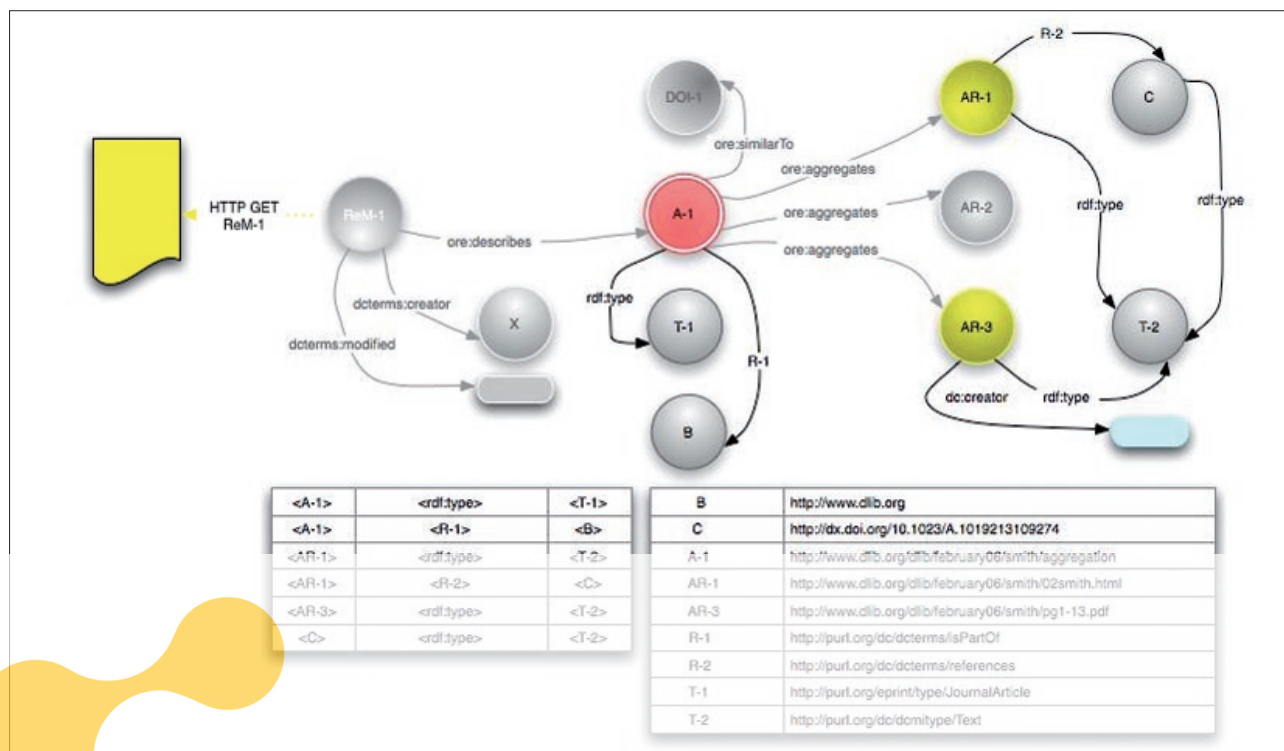 R-2
DOI-1
AR-1
C
ore:similarTo
ore:aggregates
HTTP GET
ReM-1
ReM-1
A-1
AR-2
rdf:type
rdf:type
ore:aggregates
ore:describes
ore:aggregates
rdf:type
dcterms:creator
X
T-1
AR-3
T-2
dcterms:modified
R-1
dc:creator
rdf:type
B
<A-1> <rdf:type> <T-1>
<A-1> <R-1> <B>
<AR-1> <rdf:type> <T-2>
<AR-1> <R-2> <C>
<AR-3> <rdf:type> <T-2>
<C> <rdf:type> <T-2>
B http://www.dlib.org
C http://dx.doi.org/10.1023/A.1019213109274
A-1 http://www.dlib.org/dlib/february06/smith/aggregation
AR-1 http://www.dlib.org/dlib/february06/smith/02smith.html
AR-3 http://www.dlib.org/dlib/february06/smith/pg1-13.pdf
R-1 http://purl.org/dc/dcterms/isPartOf
R-2 http://purl.org/dc/dcterms/references
T-1 http://purl.org/eprint/type/JournalArticle
T-2 http://purl.org/dc/dcmitype/Text